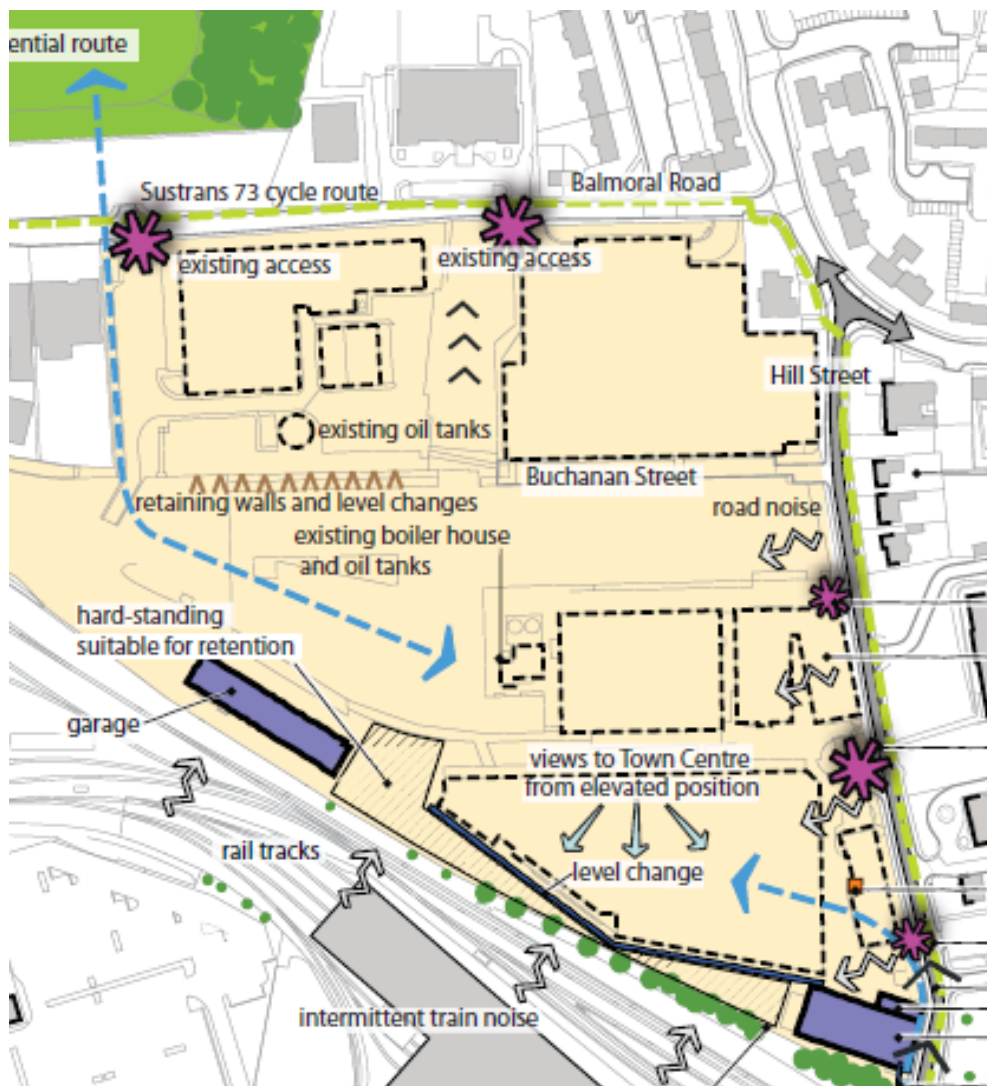 ential route
Sustrans 73 cycle route
Balmoral Road
existing access
existing access
Hill Street
existing oil tanks
Buchanan Street
retaining walls and level changes
road noise
existing boiler house
and oil tanks
hard-standing
suitable for retention
garage
views to Town Centre
from elevated position
rail tracks
level change
intermittent train noise